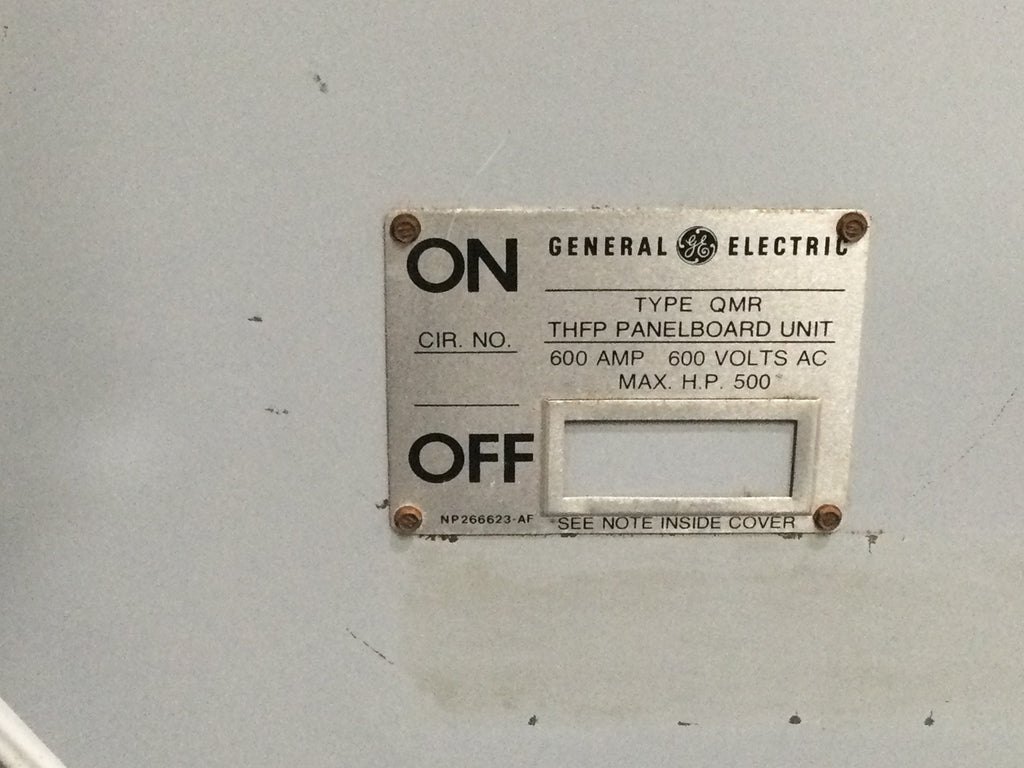 ON
GENERAL GE ELECTRIC
TYPE QMR
THFP PANELBOARD UNIT
CIR. NO.
600 AMP 600 VOLTS AC
MAX. H.P. 500
OFF
NP266623-AF
SEE NOTE INSIDE COVER